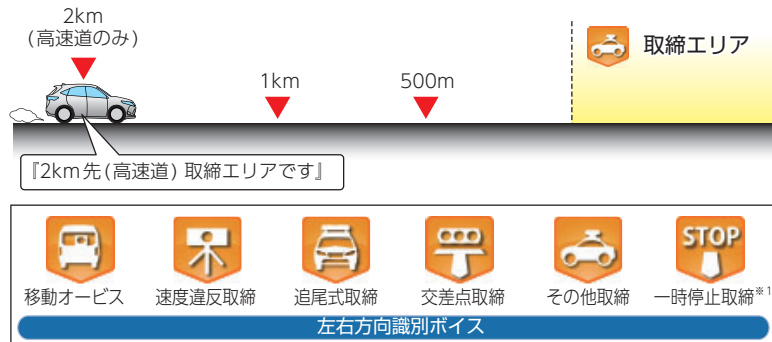 2km
(高速道のみ)
1km
500m
取締エリア
『2km先(高速道) 取締エリアです』
移動オービス
速度違反取締
追尾式取締
交差点取締
その他取締
STOP
一時停止取締※1
左右方向識別ボイス